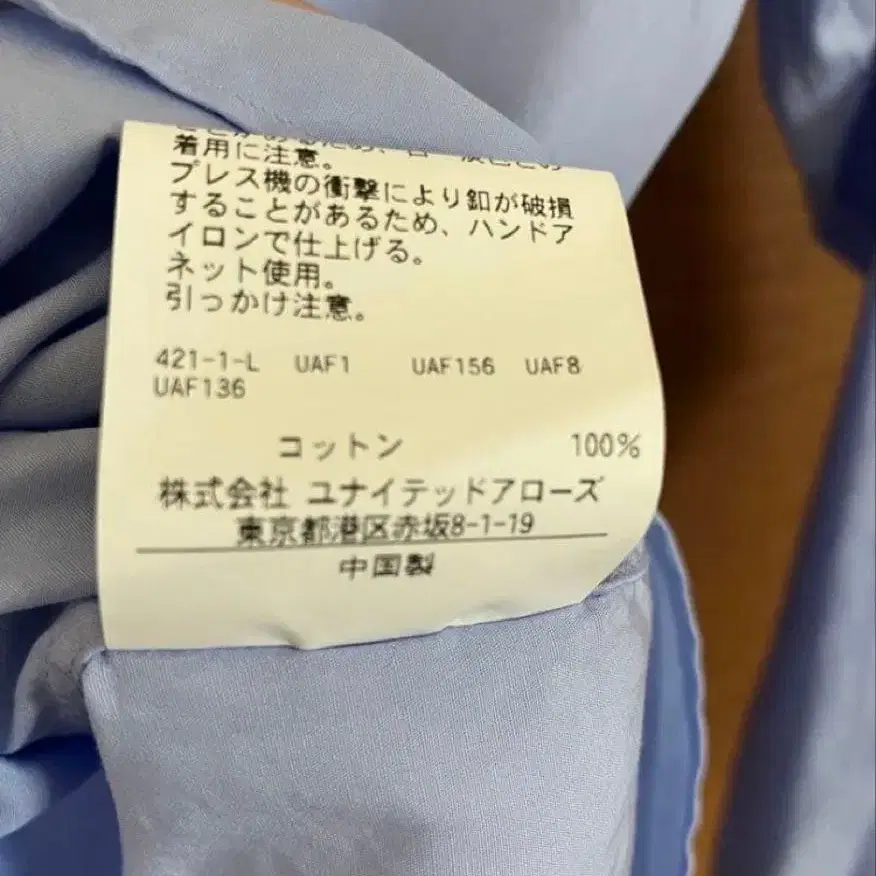 着用に注意。
プレス機の衝撃により釦が破損
することがあるため、ハンドア
イロンで仕上げる。
ネット使用。
引っかけ注意。
421-1-L UAF1 UAF156 UAF8
UAF136
コットン 100%
株式会社 ユナイテッドアローズ
東京都港区赤坂8-1-19
中国製